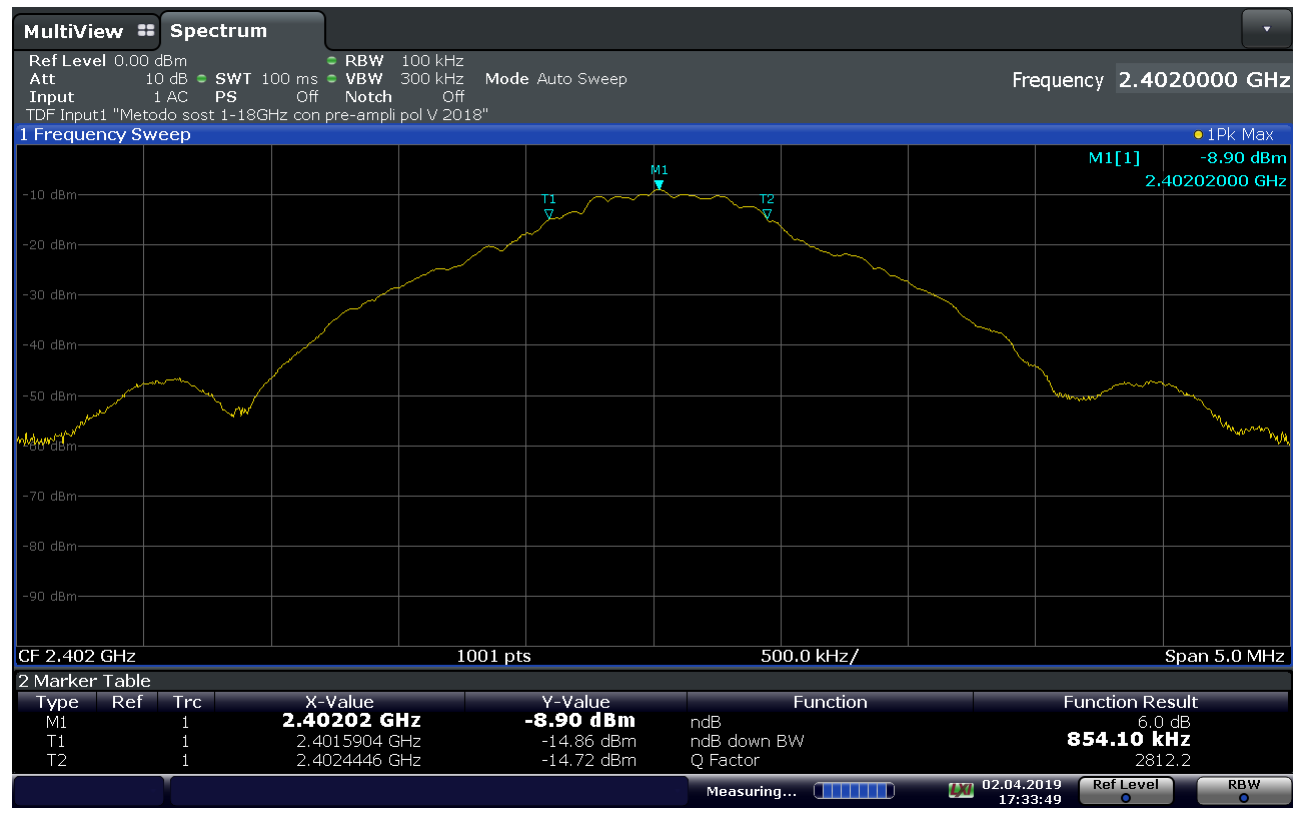 MultiView Spectrum
Ref Level 0.00 dBm RBW 100 kHz
Att 10 dB SWT 100 ms VBW 300 kHz Mode Auto Sweep
Input 1 AC PS Off Notch Off
Frequency 2.4020000 GHz
TDF Input1 "Metodo sost 1-18GHz con pre-ampli pol V 2018"
1 Frequency Sweep 1Pk Max
M1[1] -8.90 dBm
2.40202000 GHz
M1
T1
T2
-10 dBm
-20 dBm
-30 dBm
-40 dBm
-50 dBm
-60 dBm
-70 dBm
-80 dBm
-90 dBm
CF 2.402 GHz 1001 pts 500.0 kHz/ Span 5.0 MHz
2 Marker Table
Type Ref Trc X-Value Y-Value Function Function Result
M1 1 2.40202 GHz -8.90 dBm ndB 6.0 dB
T1 1 2.4015904 GHz -14.86 dBm ndB down BW 854.10 kHz
T2 1 2.4024446 GHz -14.72 dBm Q Factor 2812.2
Measuring... LXI 02.04.2019 Ref Level RBW
17:33:49